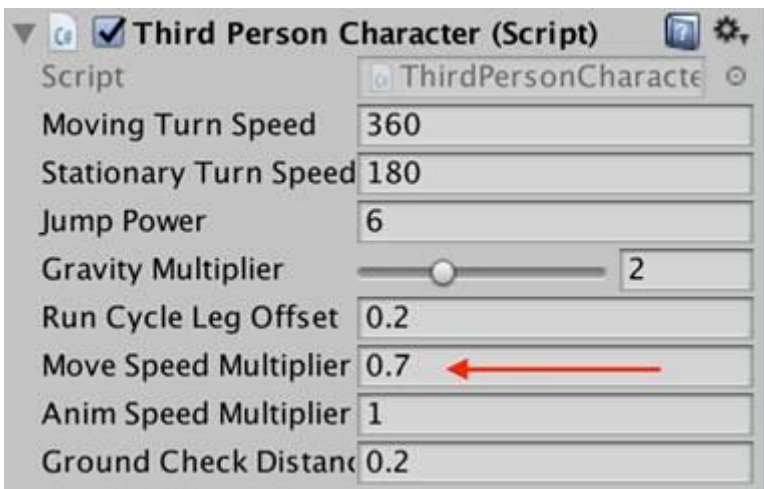 C# Third Person Character (Script)
Script ThirdPersonCharacte
Moving Turn Speed 360
Stationary Turn Speed 180
Jump Power 6
Gravity Multiplier 2
Run Cycle Leg Offset 0.2
Move Speed Multiplier 0.7
Anim Speed Multiplier 1
Ground Check Distanc 0.2